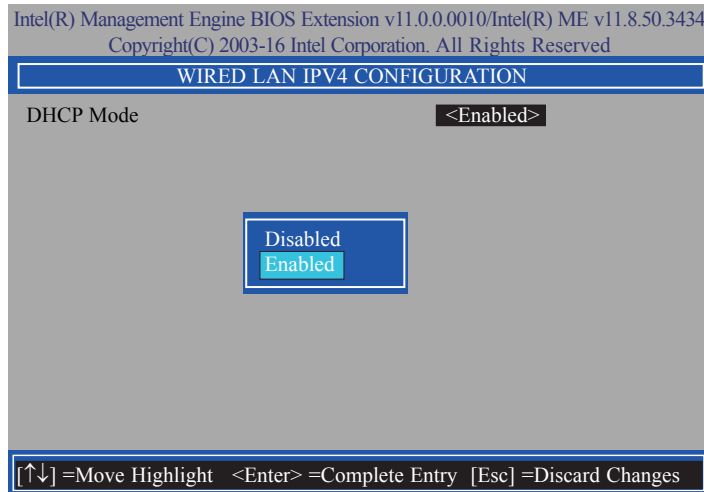 Intel(R) Management Engine BIOS Extension v11.0.0.0010/Intel(R) ME v11.8.50.3434
Copyright(C) 2003-16 Intel Corporation. All Rights Reserved
WIRED LAN IPV4 CONFIGURATION
DHCP Mode <Enabled>
Disabled
Enabled
[↑↓] =Move Highlight <Enter> =Complete Entry [Esc] =Discard Changes